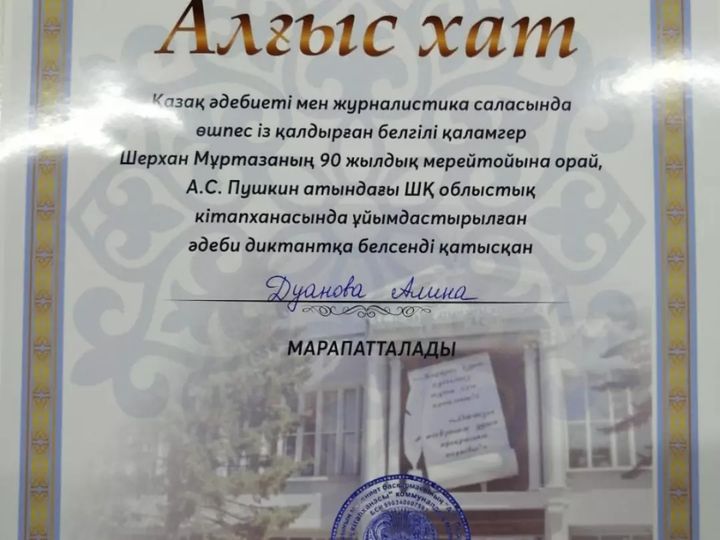 Алғыс хат
Қазақ әдебиеті мен журналистика саласында
өшпес із қалдырған белгілі қаламгер
Шерхан Мұртазаның 90 жылдық мерейтойына орай,
А.С. Пушкин атындағы ШҚ облыстық
кітапханасында ұйымдастырылған
әдеби диктантқа белсенді қатысқан
Дуанова Алина
МАРАПАТТАЛАДЫ